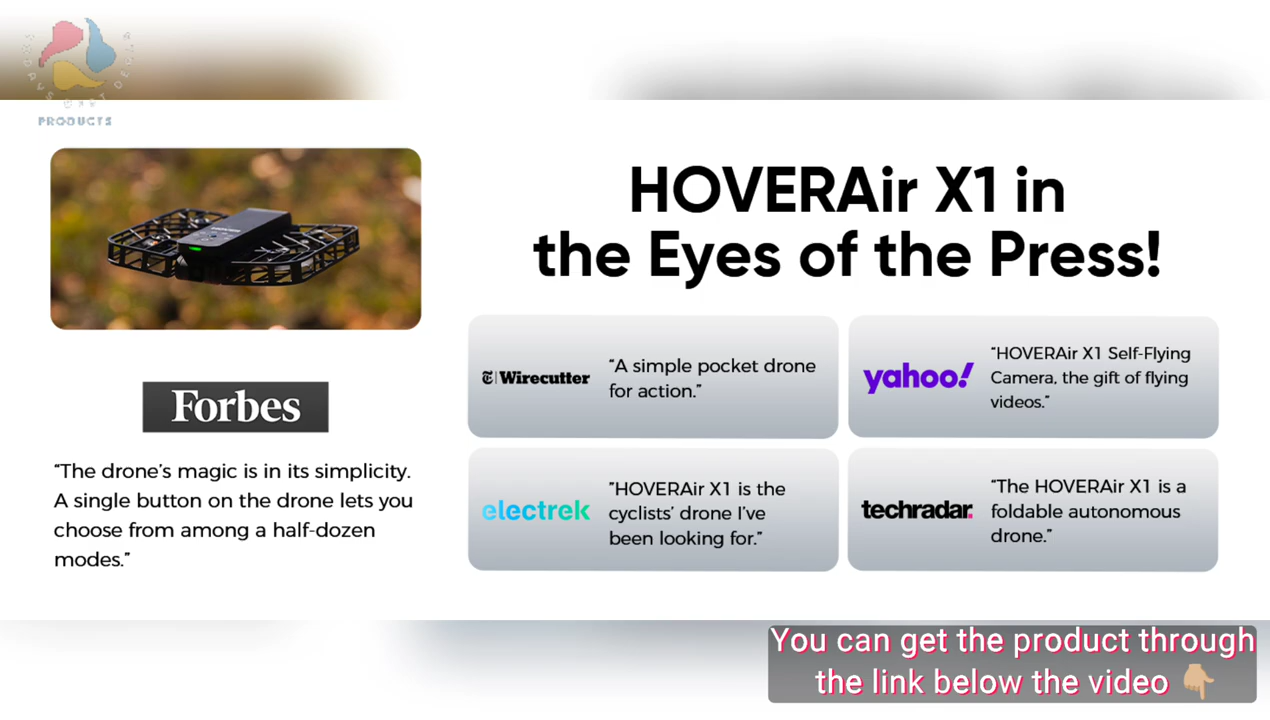 PRODUCTS
HOVERAir X1 in
the Eyes of the Press!
Forbes
“The drone’s magic is in its simplicity.
A single button on the drone lets you
choose from among a half-dozen
modes.”
Wirecutter
“A simple pocket drone
for action.”
yahoo!
“HOVERAir X1 Self-Flying
Camera, the gift of flying
videos.”
electrek
”HOVERAir X1 is the
cyclists’ drone I’ve
been looking for.”
techradar.
“The HOVERAir X1 is a
foldable autonomous
drone.”
You can get the product through
the link below the video 👇🏼